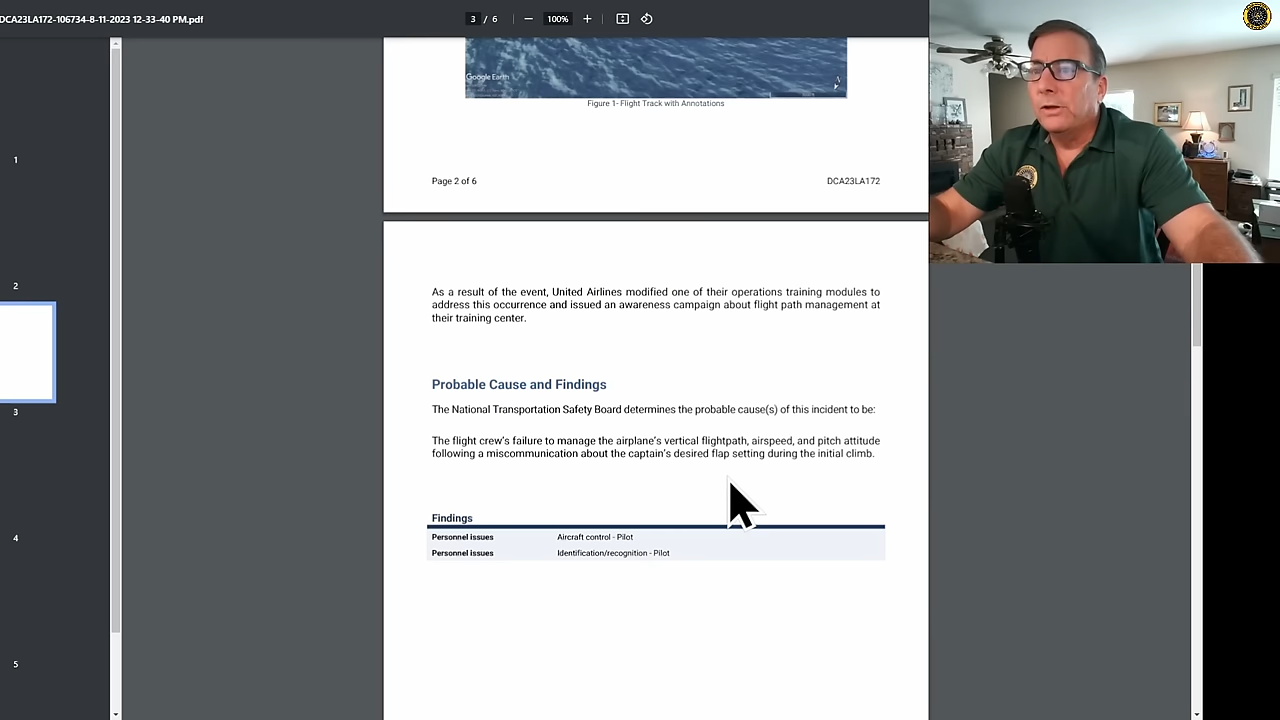 DCA23LA172-106734-8-11-2023 12-33-40 PM.pdf
3 / 6
100%
1
2
3
4
5
Google Earth
Figure 1- Flight Track with Annotations
Page 2 of 6
DCA23LA172
As a result of the event, United Airlines modified one of their operations training modules to
address this occurrence and issued an awareness campaign about flight path management at
their training center.
Probable Cause and Findings
The National Transportation Safety Board determines the probable cause(s) of this incident to be:
The flight crew's failure to manage the airplane's vertical flightpath, airspeed, and pitch attitude
following a miscommunication about the captain's desired flap setting during the initial climb.
Findings
Personnel issues Aircraft control - Pilot
Personnel issues Identification/recognition - Pilot